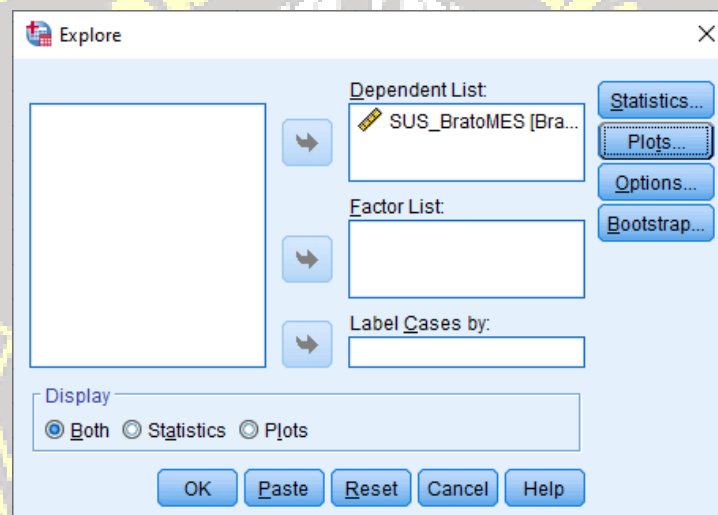 Explore
Dependent List:
SUS_BratoMES [Bra...
Statistics...
Plots...
Options...
Bootstrap...
Factor List:
Label Cases by:
Display
Both Statistics Plots
OK Paste Reset Cancel Help